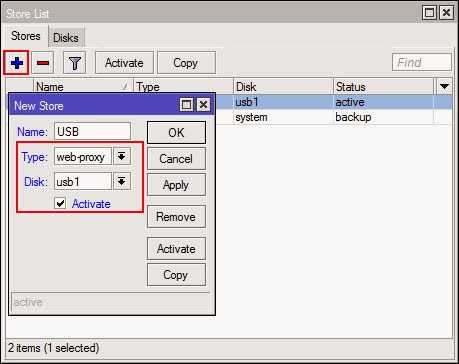 Store List
Stores Disks
Activate Copy Find
Name Type Disk Status
usb1 active
system backup
New Store
Name: USB OK
Type: web-proxy Cancel
Disk: usb1 Apply
Activate
Remove
Activate
Copy
active
2 items (1 selected)